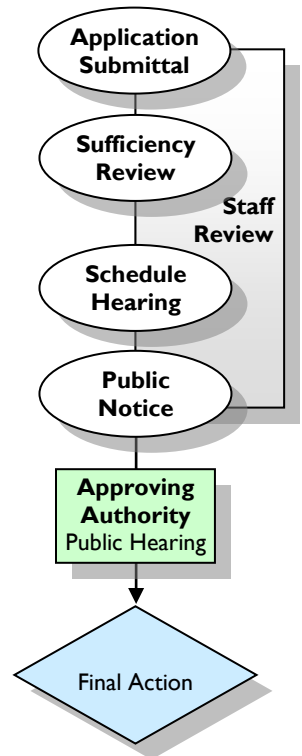 Application
Submittal
Sufficiency
Review
Staff
Review
Schedule
Hearing
Public
Notice
Approving
Authority
Public Hearing
Final Action